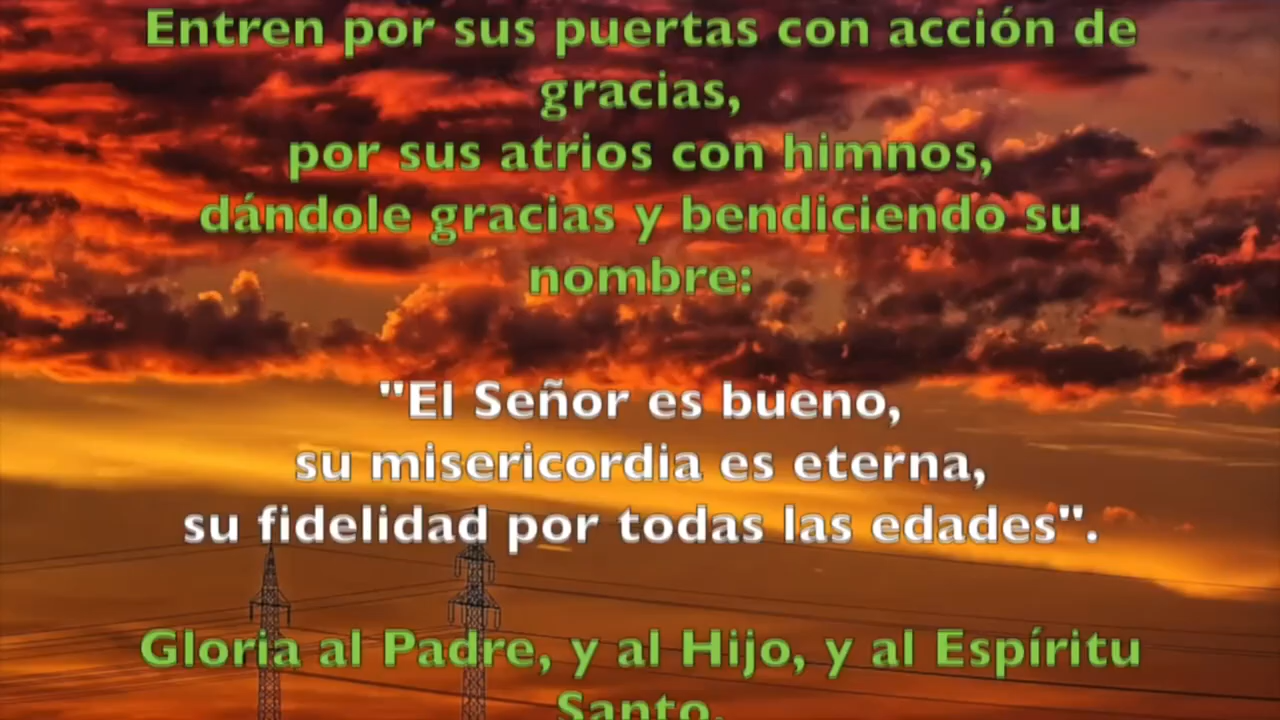 Entren por sus puertas con acción de
gracias,
por sus atrios con himnos,
dándole gracias y bendiciendo su
nombre:
"El Señor es bueno,
su misericordia es eterna,
su fidelidad por todas las edades".
Gloria al Padre, y al Hijo, y al Espíritu
Santo.